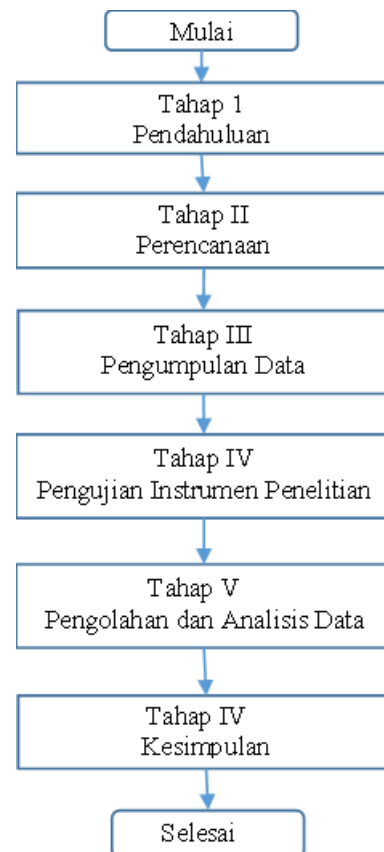 Mulai
Tahap 1
Pendahuluan
Tahap II
Perencanaan
Tahap III
Pengumpulan Data
Tahap IV
Pengujian Instrumen Penelitian
Tahap V
Pengolahan dan Analisis Data
Tahap IV
Kesimpulan
Selesai